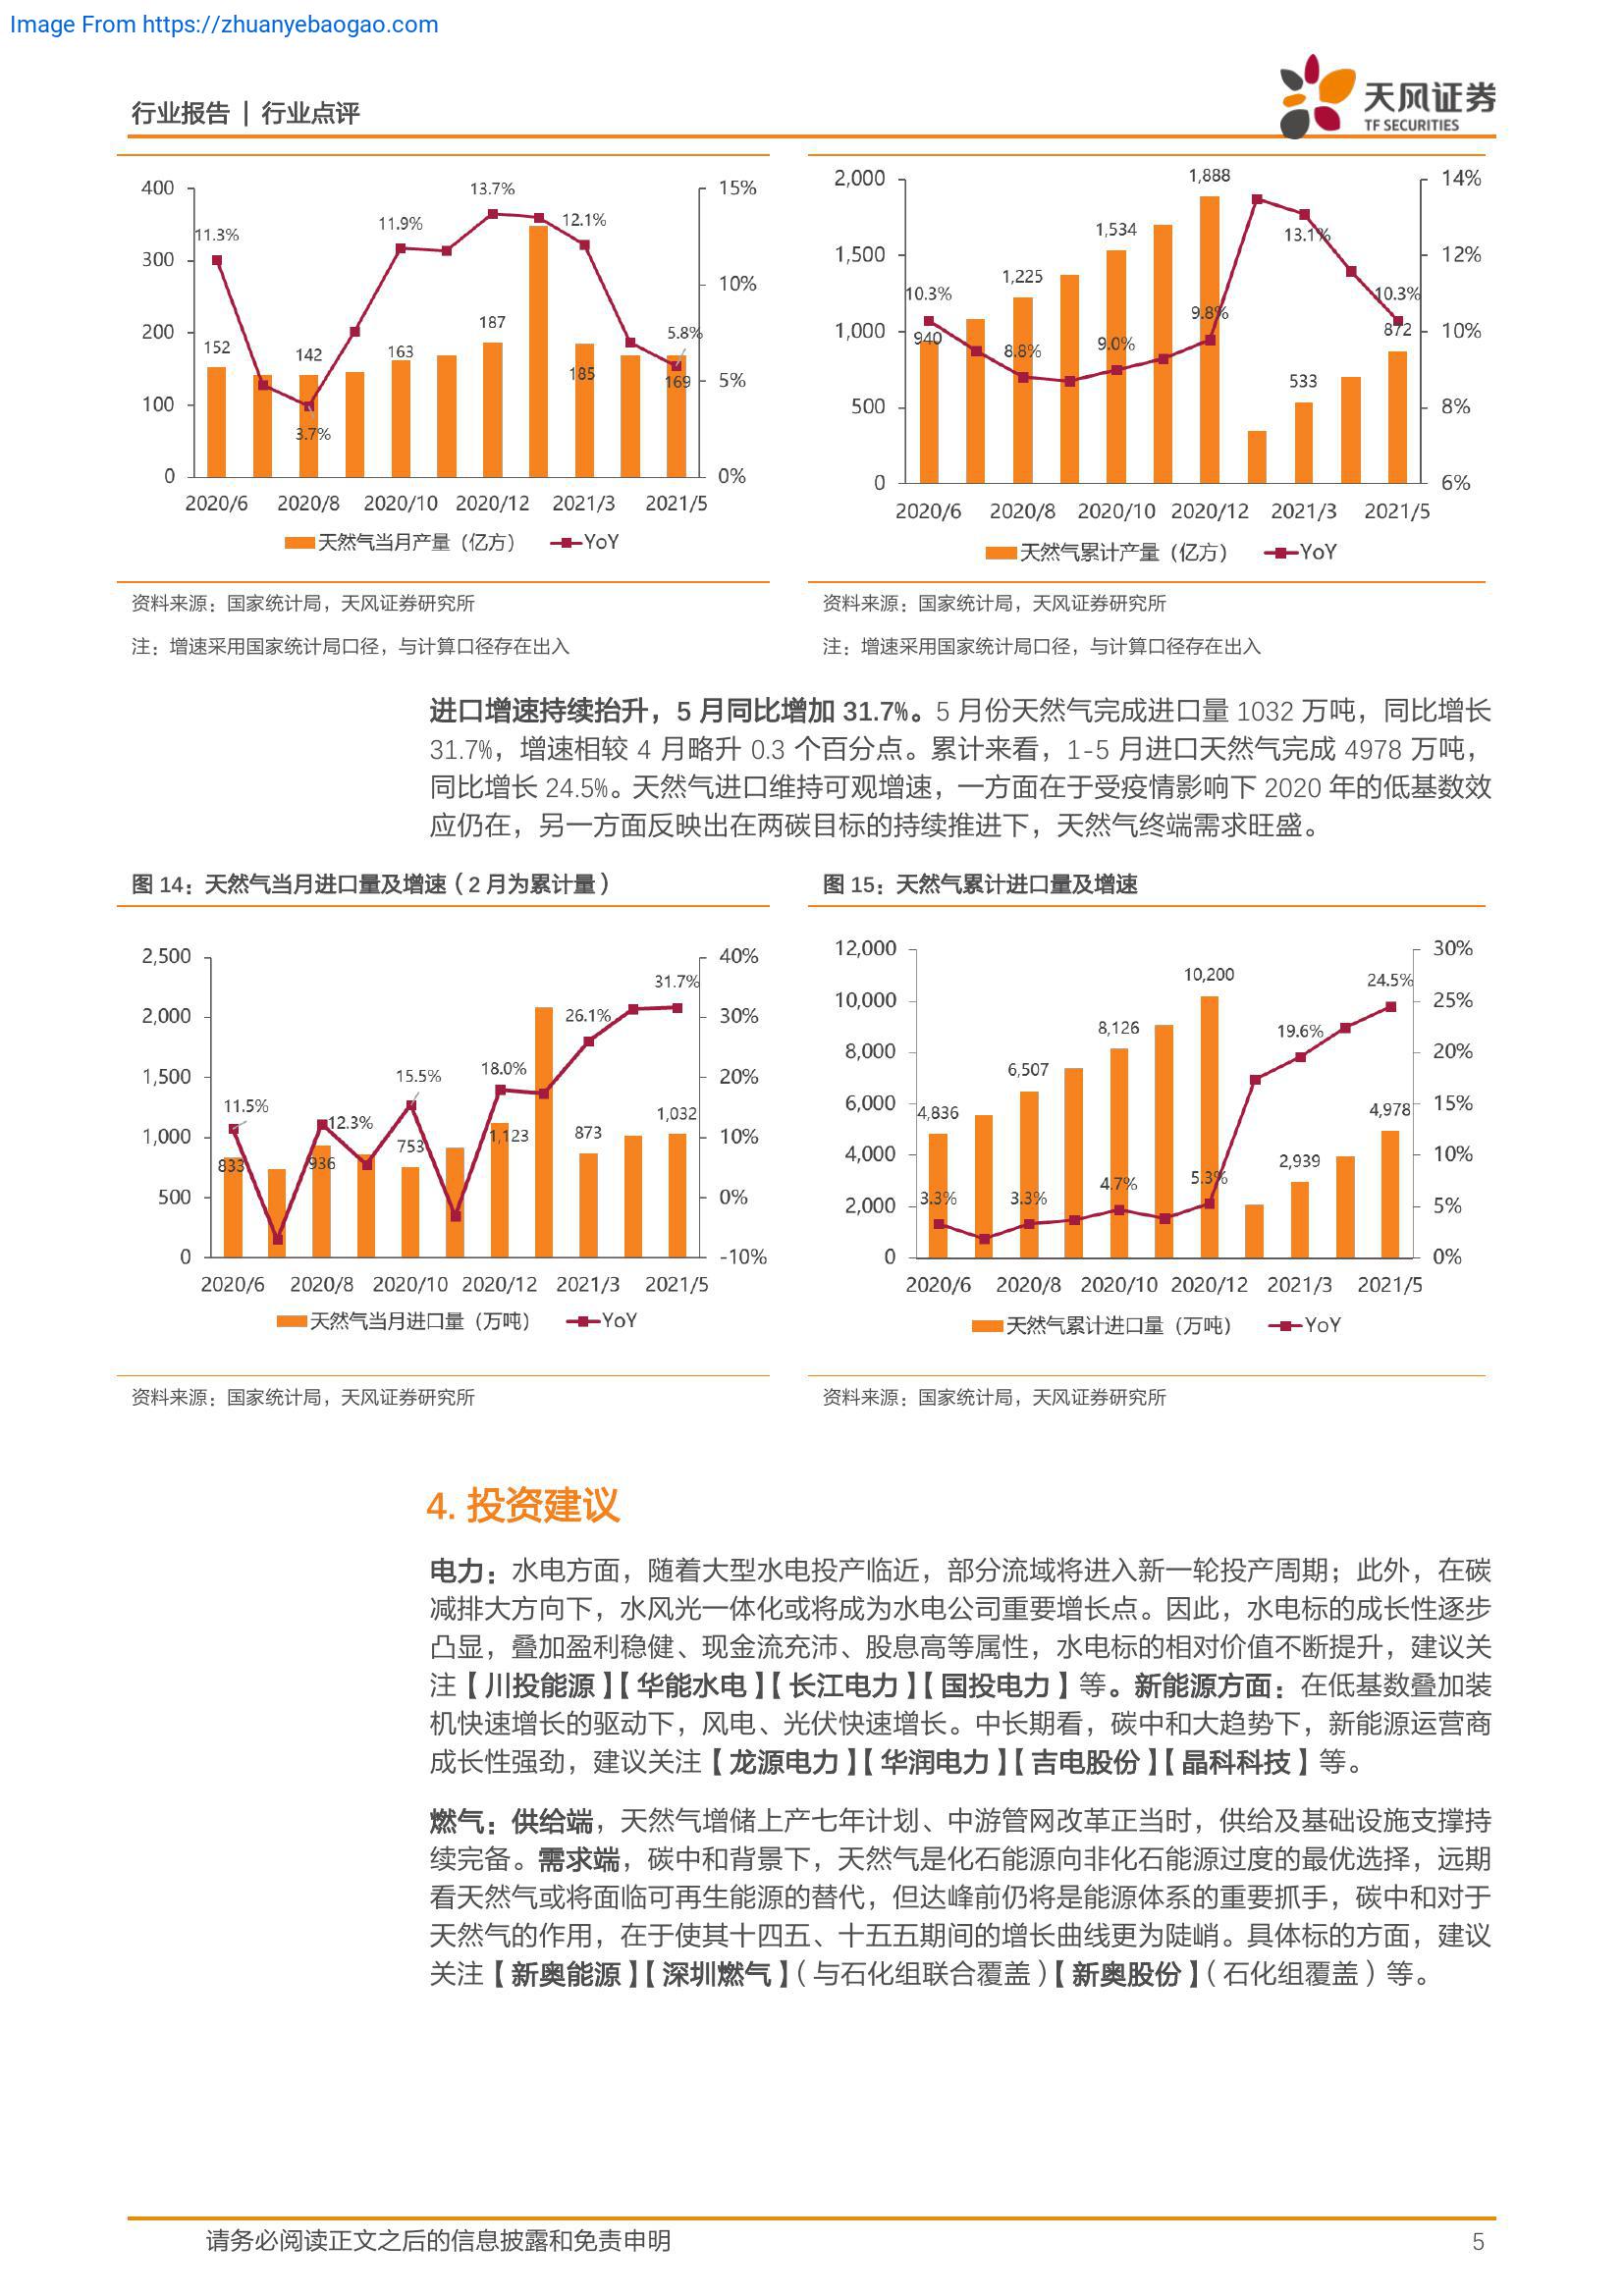 Image From https://zhuanyebaogao.com
行业报告 | 行业点评
天风证券
TF SECURITIES
400
300
200
100
0
15%
10%
5%
0%
11.3%
3.7%
11.9%
13.7%
12.1%
5.8%
152
142
163
187
185
169
2020/6 2020/8 2020/10 2020/12 2021/3 2021/5
天然气当月产量（亿方） YoY
2,000
1,500
1,000
500
0
14%
12%
10%
8%
6%
940
1,225
1,534
1,888
533
872
10.3%
8.8%
9.0%
9.8%
13.1%
10.3%
2020/6 2020/8 2020/10 2020/12 2021/3 2021/5
天然气累计产量（亿方） YoY
资料来源：国家统计局，天风证券研究所
注：增速采用国家统计局口径，与计算口径存在出入
资料来源：国家统计局，天风证券研究所
注：增速采用国家统计局口径，与计算口径存在出入
进口增速持续抬升，5 月同比增加 31.7%。5 月份天然气完成进口量 1032 万吨，同比增长
31.7%，增速相较 4 月略升 0.3 个百分点。累计来看，1-5 月进口天然气完成 4978 万吨，
同比增长 24.5%。天然气进口维持可观增速，一方面在于受疫情影响下 2020 年的低基数效
应仍在，另一方面反映出在两碳目标的持续推进下，天然气终端需求旺盛。
图 14：天然气当月进口量及增速（2 月为累计量）
2,500
2,000
1,500
1,000
500
0
40%
30%
20%
10%
0%
-10%
11.5%
12.3%
15.5%
18.0%
26.1%
31.7%
833
936
753
1,123
873
1,032
2020/6 2020/8 2020/10 2020/12 2021/3 2021/5
天然气当月进口量（万吨） YoY
资料来源：国家统计局，天风证券研究所
图 15：天然气累计进口量及增速
12,000
10,000
8,000
6,000
4,000
2,000
0
30%
25%
20%
15%
10%
5%
0%
4,836
6,507
8,126
10,200
2,939
4,978
3.3%
3.3%
4.7%
5.3%
19.6%
24.5%
2020/6 2020/8 2020/10 2020/12 2021/3 2021/5
天然气累计进口量（万吨） YoY
资料来源：国家统计局，天风证券研究所
4. 投资建议
电力：水电方面，随着大型水电投产临近，部分流域将进入新一轮投产周期；此外，在碳
减排大方向下，水风光一体化或将成为水电公司重要增长点。因此，水电标的成长性逐步
凸显，叠加盈利稳健、现金流充沛、股息高等属性，水电标的相对价值不断提升，建议关
注【川投能源】【华能水电】【长江电力】【国投电力】等。新能源方面：在低基数叠加装
机快速增长的驱动下，风电、光伏快速增长。中长期看，碳中和大趋势下，新能源运营商
成长性强劲，建议关注【龙源电力】【华润电力】【吉电股份】【晶科科技】等。
燃气：供给端，天然气增储上产七年计划、中游管网改革正当时，供给及基础设施支撑持
续完备。需求端，碳中和背景下，天然气是化石能源向非化石能源过度的最优选择，远期
看天然气或将面临可再生能源的替代，但达峰前仍将是能源体系的重要抓手，碳中和对于
天然气的作用，在于使其十四五、十五五期间的增长曲线更为陡峭。具体标的方面，建议
关注【新奥能源】【深圳燃气】（与石化组联合覆盖）【新奥股份】（石化组覆盖）等。
请务必阅读正文之后的信息披露和免责申明
5